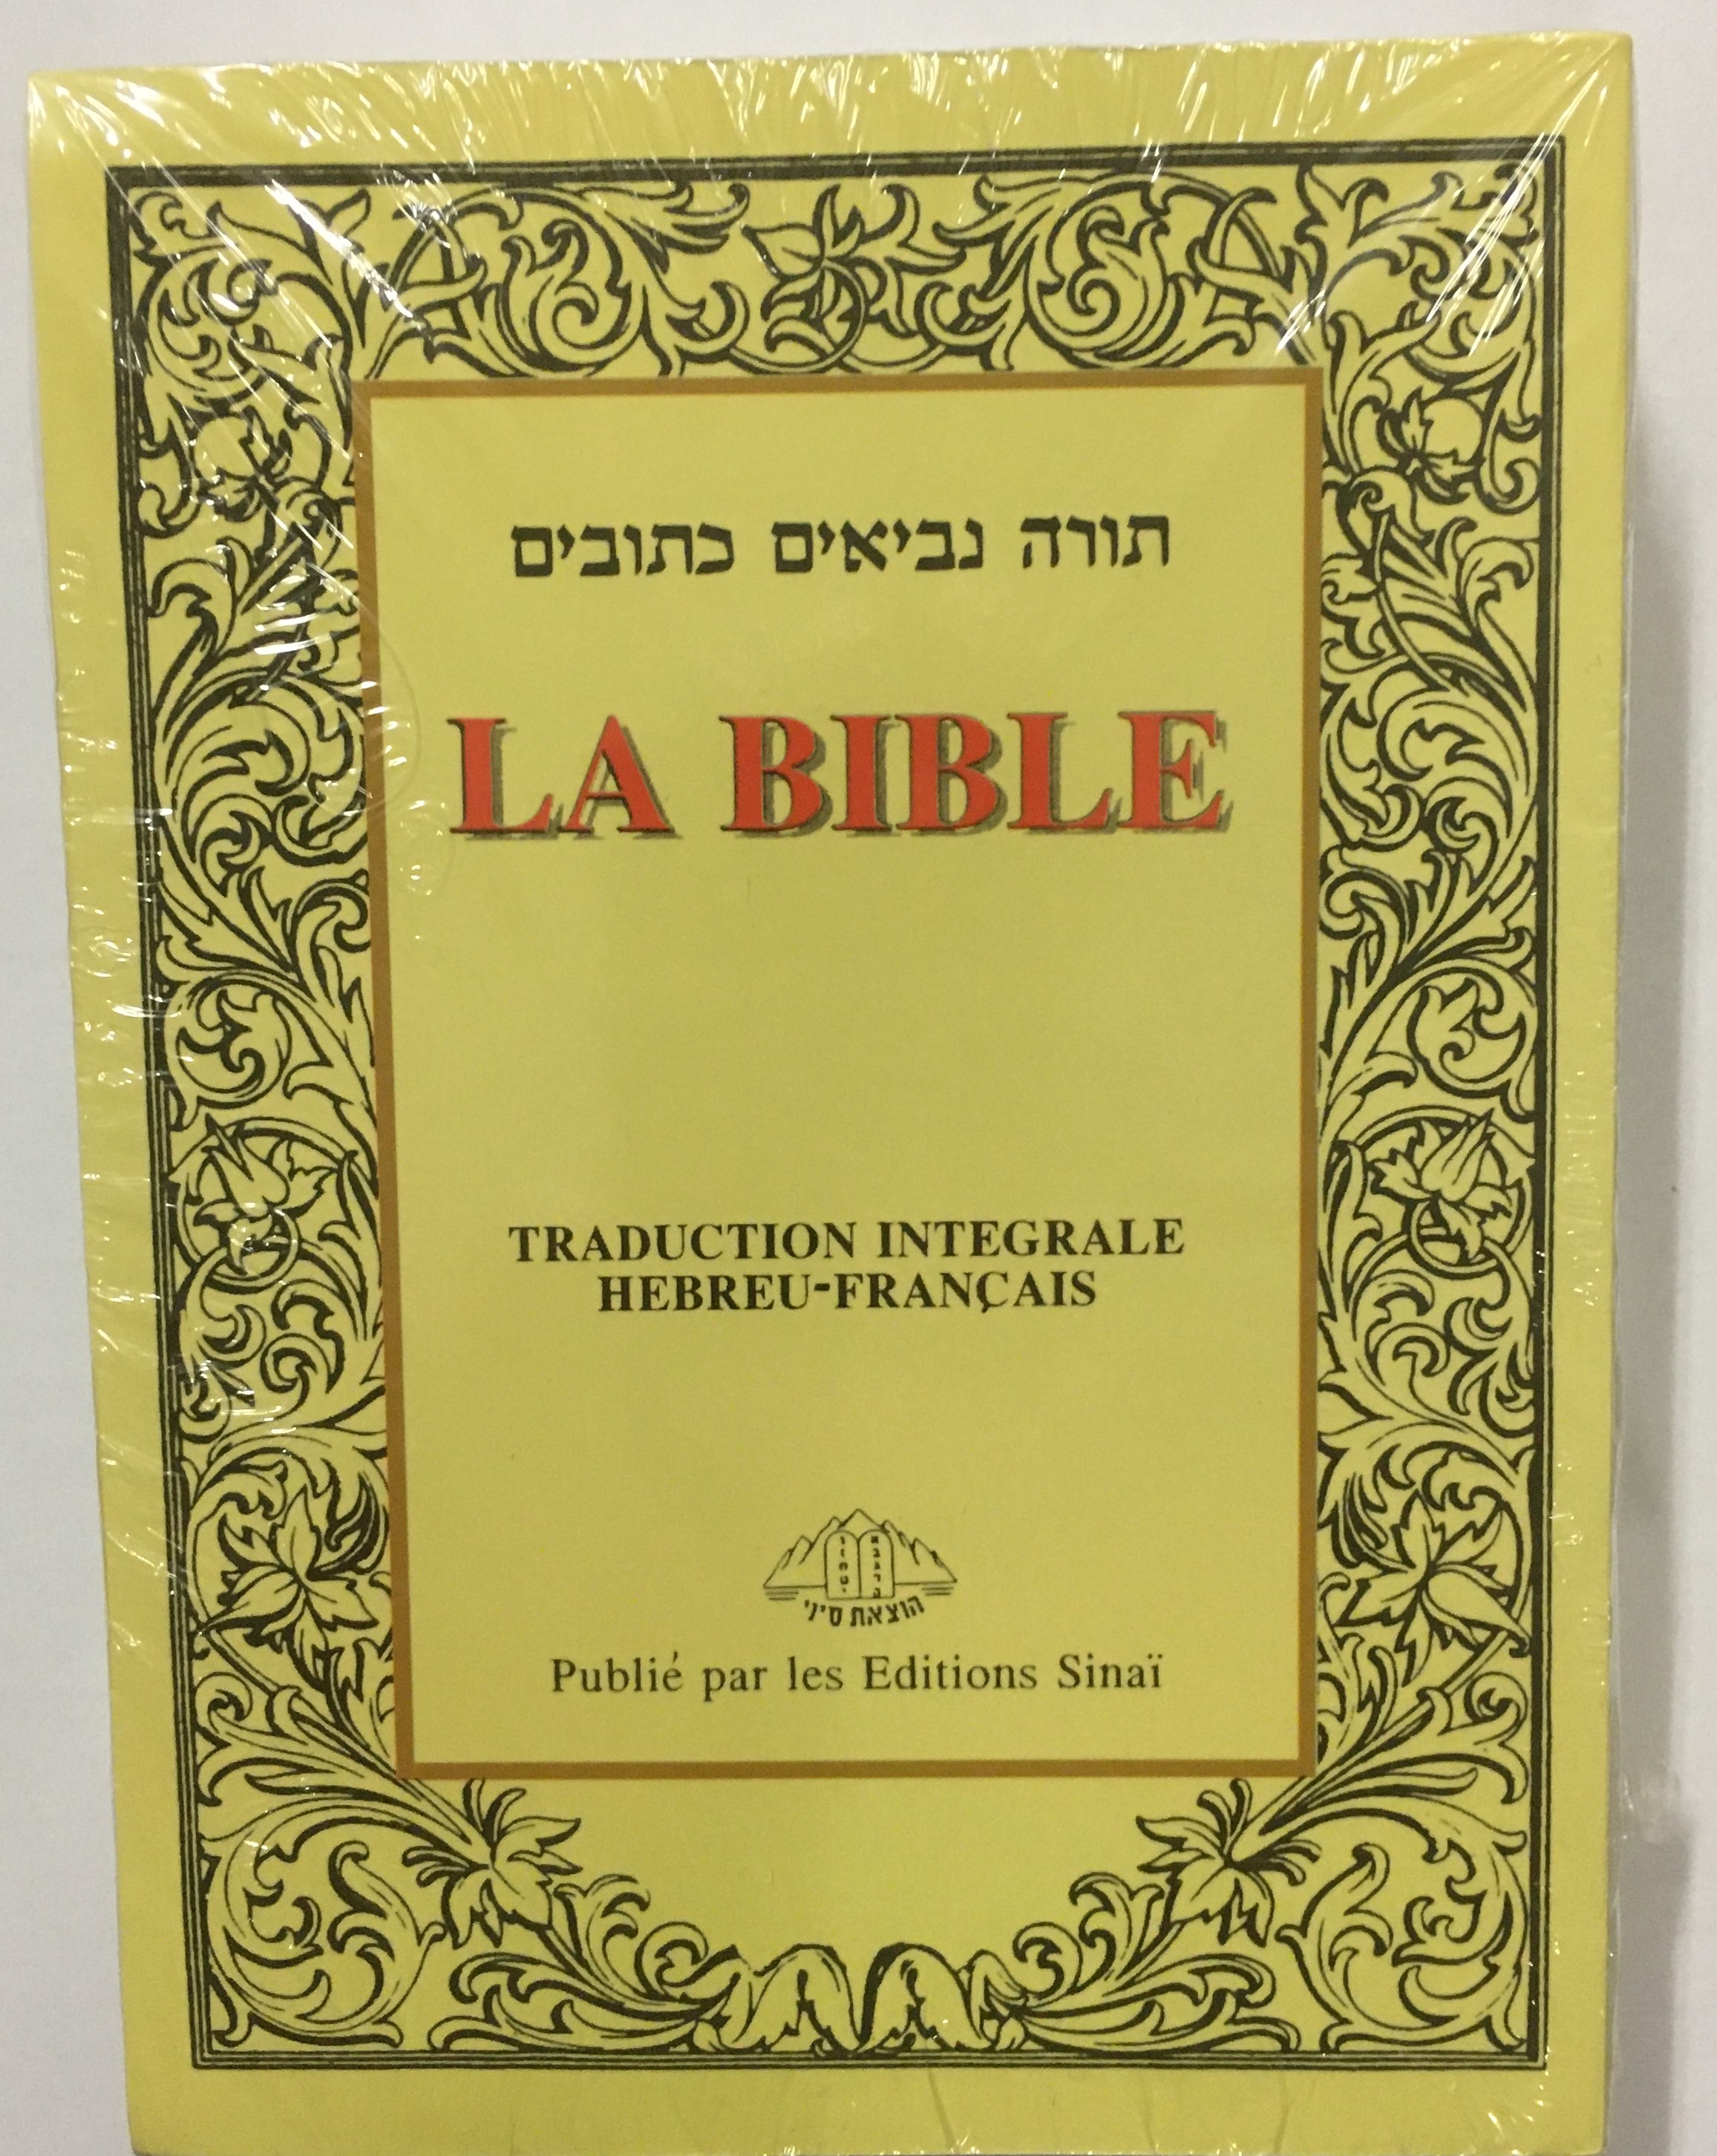 תורה נביאים כתובים
LA BIBLE
TRADUCTION INTEGRALE
HEBREU-FRANÇAIS
הוצאת סיני
Publié par les Editions Sinaï